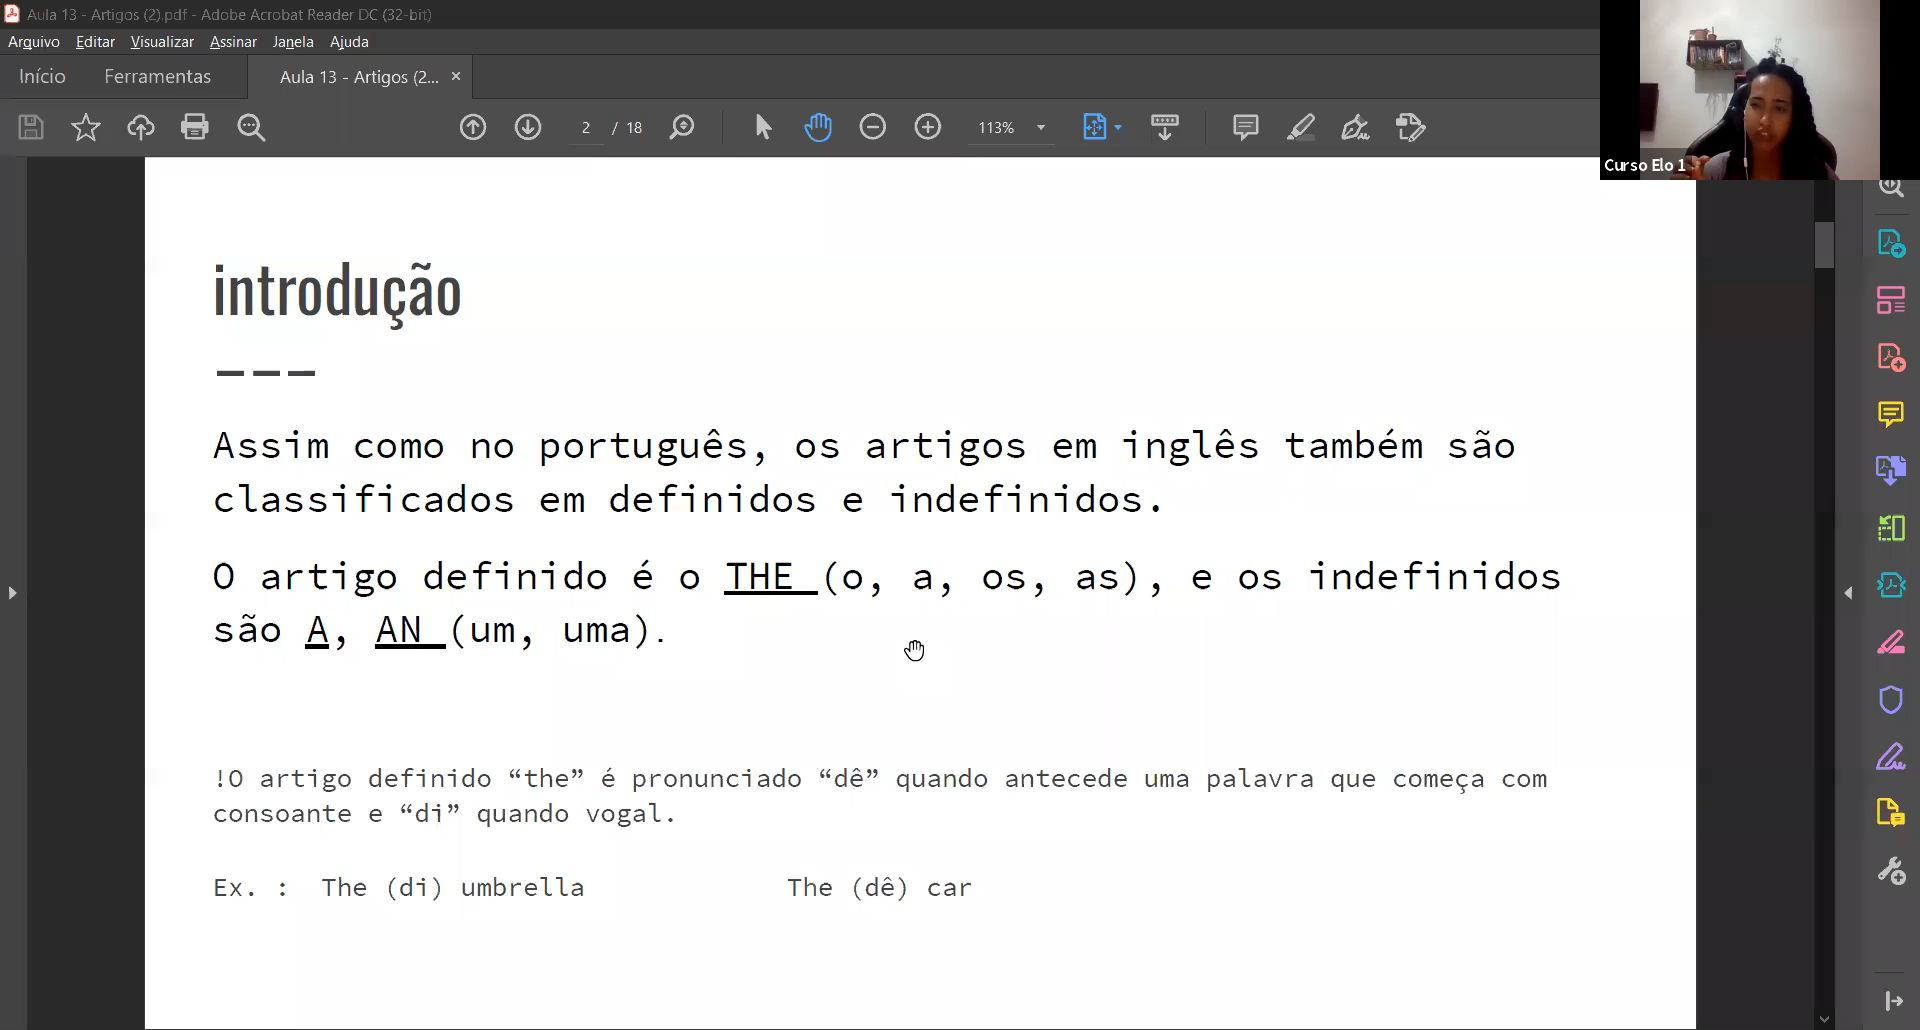 Aula 13 - Artigos (2).pdf - Adobe Acrobat Reader DC (32-bit)
Arquivo Editar Visualizar Assinar Janela Ajuda
Início Ferramentas Aula 13 - Artigos (2... ×
2 / 18 113%
Curso Elo 1
introdução
Assim como no português, os artigos em inglês também são
classificados em definidos e indefinidos.
O artigo definido é o THE (o, a, os, as), e os indefinidos
são A, AN (um, uma).
!O artigo definido “the” é pronunciado “dê” quando antecede uma palavra que começa com
consoante e “di” quando vogal.
Ex. : The (di) umbrella The (dê) car